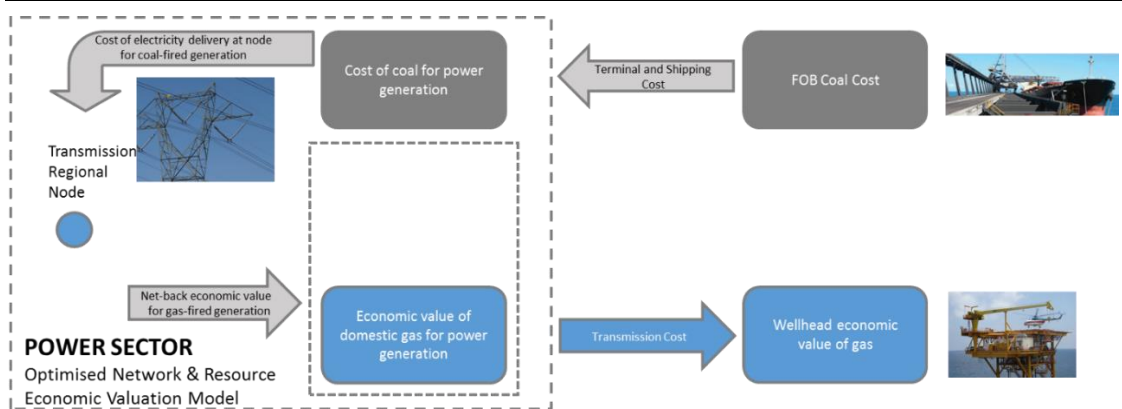 Cost of electricity delivery at node
for coal-fired generation
Cost of coal for power
generation
Terminal and Shipping
Cost
FOB Coal Cost
Transmission
Regional
Node
Net-back economic value
for gas-fired generation
Economic value of
domestic gas for power
generation
Transmission Cost
Wellhead economic
value of gas
POWER SECTOR
Optimised Network & Resource
Economic Valuation Model